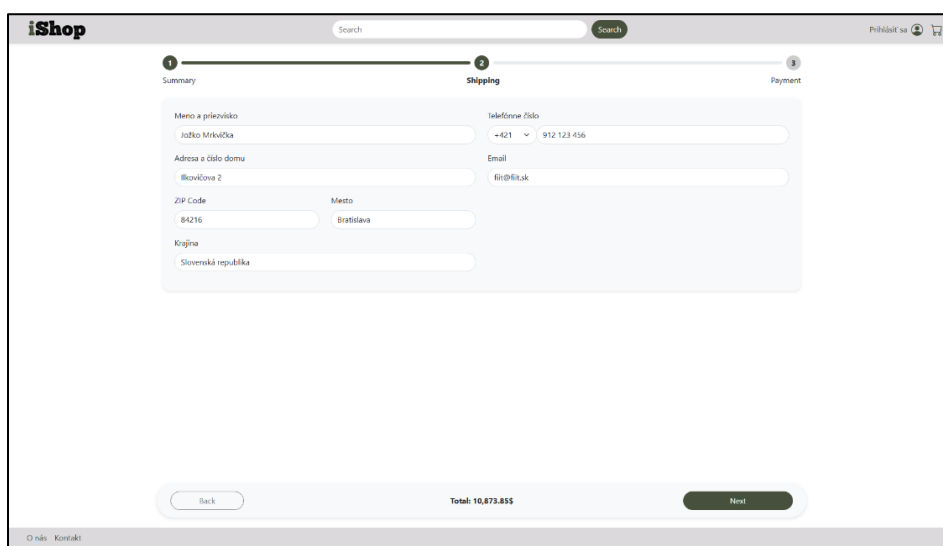 iShop Search Search Prihlásiť sa
1 2 3
Summary Shipping Payment
Meno a priezvisko Telefónne číslo
Jožko Mrkvička +421 912 123 456
Adresa a číslo domu Email
Ilkovičova 2 fiit@fiit.sk
ZIP Code Mesto
84216 Bratislava
Krajina
Slovenská republika
Back Total: 10,873.85$ Next
O nás Kontakt